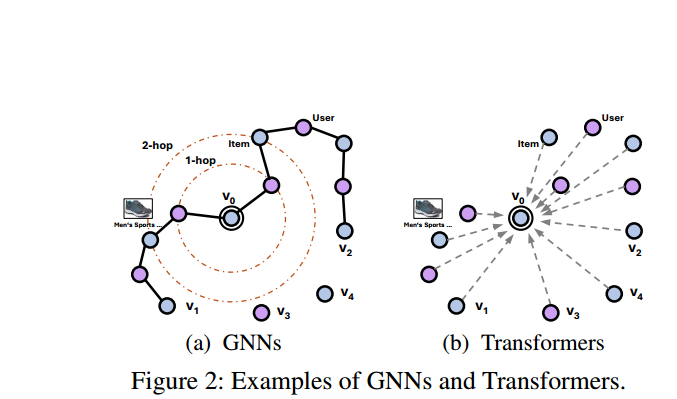 User
2-hop
Item
1-hop
V0
Men's Sports ...
V2
V1
V4
V3
(a) GNNs
User
Item
V0
Men's Sports ...
V2
V4
V1
V3
(b) Transformers
Figure 2: Examples of GNNs and Transformers.